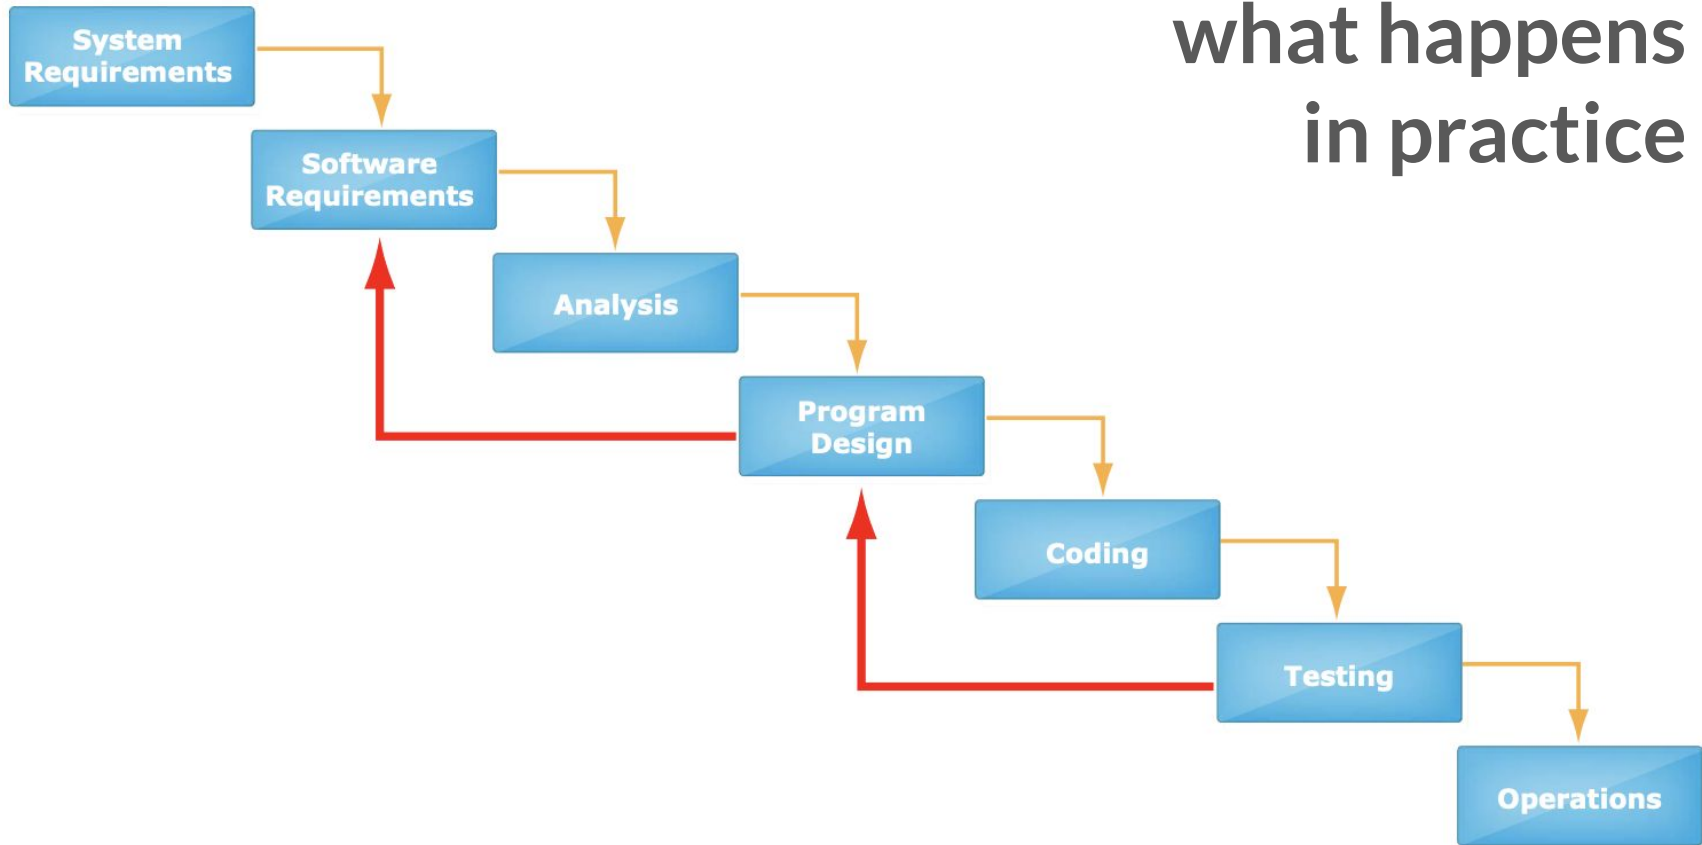 what happens
in practice
System
Requirements
Software
Requirements
Analysis
Program
Design
Coding
Testing
Operations